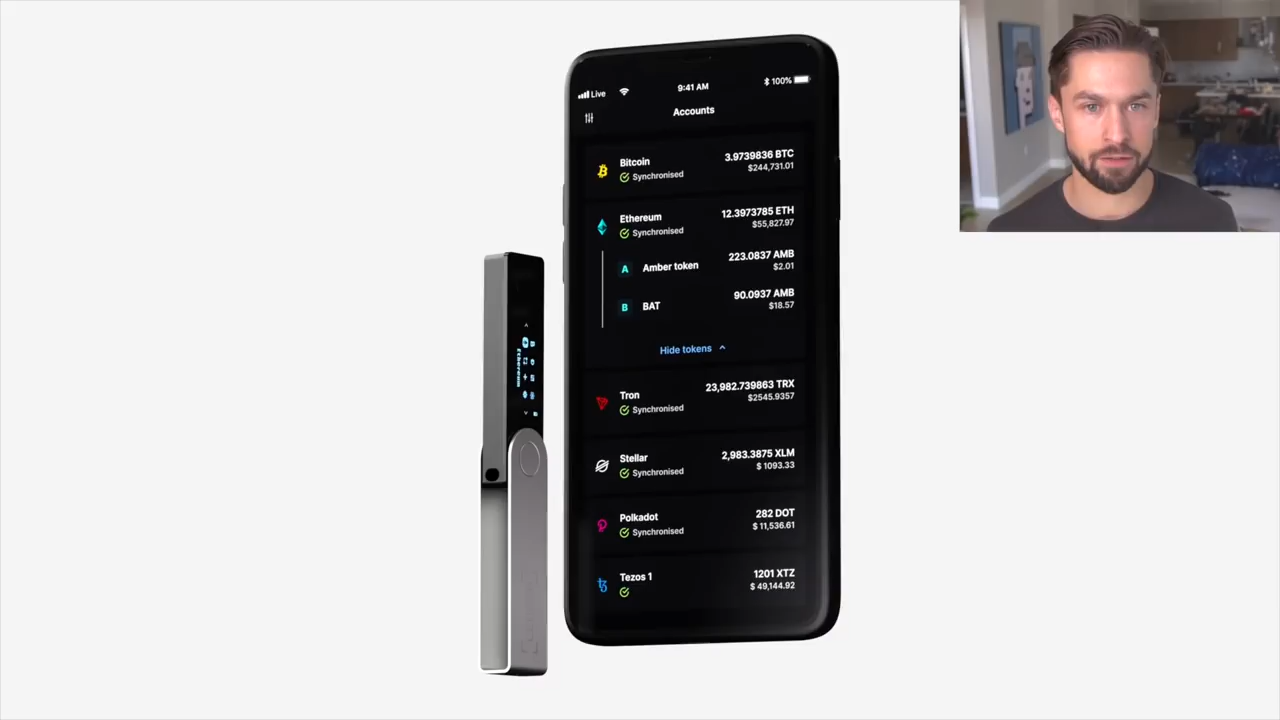 Live
9:41 AM
100%
Accounts
Bitcoin
3.9739836 BTC
Synchronised
$244,731.01
Ethereum
12.3973785 ETH
Synchronised
$55,827.97
A
Amber token
223.0837 AMB
$2.01
B
BAT
90.0937 AMB
$18.57
Hide tokens
Tron
23,982.739863 TRX
Synchronised
$2545.9357
Stellar
2,983.3875 XLM
Synchronised
$ 1093.33
Polkadot
282 DOT
Synchronised
$ 11,536.61
Tezos 1
1201 XTZ
$ 49,144.92
Ethereum